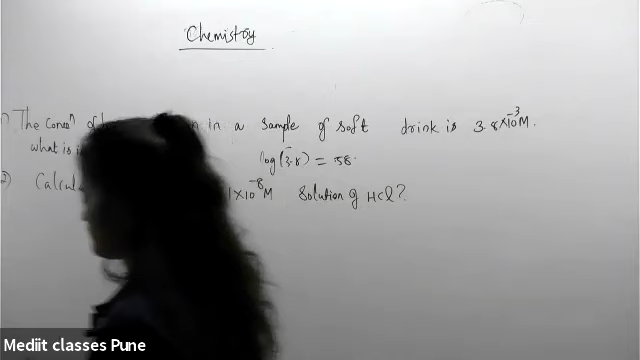 Chemistry
1) The concn of in a sample of soft drink is 3.8×10⁻³M.
what is log(3.8) = 58.
2) 1×10⁻⁸M Solution of HCl?
Mediit classes Pune